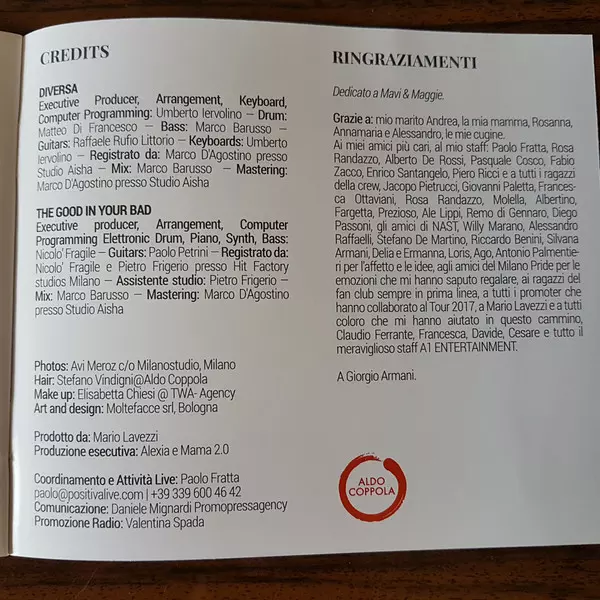 CREDITS
DIVERSA
Executive Producer, Arrangement, Keyboard,
Computer Programming: Umberto Iervolino – Drum:
Matteo Di Francesco – Bass: Marco Barusso –
Guitars: Raffaele Rufio Littorio – Keyboards: Umberto
Iervolino – Registrato da: Marco D'Agostino presso
Studio Aisha – Mix: Marco Barusso – Mastering:
Marco D'Agostino presso Studio Aisha
THE GOOD IN YOUR BAD
Executive producer, Arrangement, Computer
Programming Elettronic Drum, Piano, Synth, Bass:
Nicolo' Fragile – Guitars: Paolo Petrini – Registrato da:
Nicolo' Fragile e Pietro Frigerio presso Hit Factory
studios Milano – Assistente studio: Pietro Frigerio –
Mix: Marco Barusso – Mastering: Marco D'Agostino
presso Studio Aisha
Photos: Avi Meroz c/o Milanostudio, Milano
Hair: Stefano Vindigni@Aldo Coppola
Make up: Elisabetta Chiesi @ TWA- Agency
Art and design: Moltefacce srl, Bologna
Prodotto da: Mario Lavezzi
Produzione esecutiva: Alexia e Mama 2.0
Coordinamento e Attività Live: Paolo Fratta
paolo@positivalive.com | +39 339 600 46 42
Comunicazione: Daniele Mignardi Promopressagency
Promozione Radio: Valentina Spada
RINGRAZIAMENTI
Dedicato a Mavi & Maggie.
Grazie a: mio marito Andrea, la mia mamma, Rosanna,
Annamaria e Alessandro, le mie cugine.
Ai miei amici più cari, al mio staff: Paolo Fratta, Rosa
Randazzo, Alberto De Rossi, Pasquale Cosco, Fabio
Zacco, Enrico Santangelo, Piero Ricci e a tutti i ragazzi
della crew, Jacopo Pietrucci, Giovanni Paletta, Frances-
ca Ottaviani, Rosa Randazzo, Molella, Albertino,
Fargetta, Prezioso, Ale Lippi, Remo di Gennaro, Diego
Passoni, gli amici di NAST, Willy Marano, Alessandro
Raffaelli, Stefano De Martino, Riccardo Benini, Silvana
Armani, Delia e Ermanna, Loris, Ago, Antonio Palmentie-
ri per l'affetto e le idee, agli amici del Milano Pride per le
emozioni che mi hanno saputo regalare, ai ragazzi del
fan club sempre in prima linea, a tutti i promoter che
hanno collaborato al Tour 2017, a Mario Lavezzi e a tutti
coloro che mi hanno aiutato in questo cammino,
Claudio Ferrante, Francesca, Davide, Cesare e tutto il
meraviglioso staff A1 ENTERTAINMENT.
A Giorgio Armani.
ALDO
COPPOLA